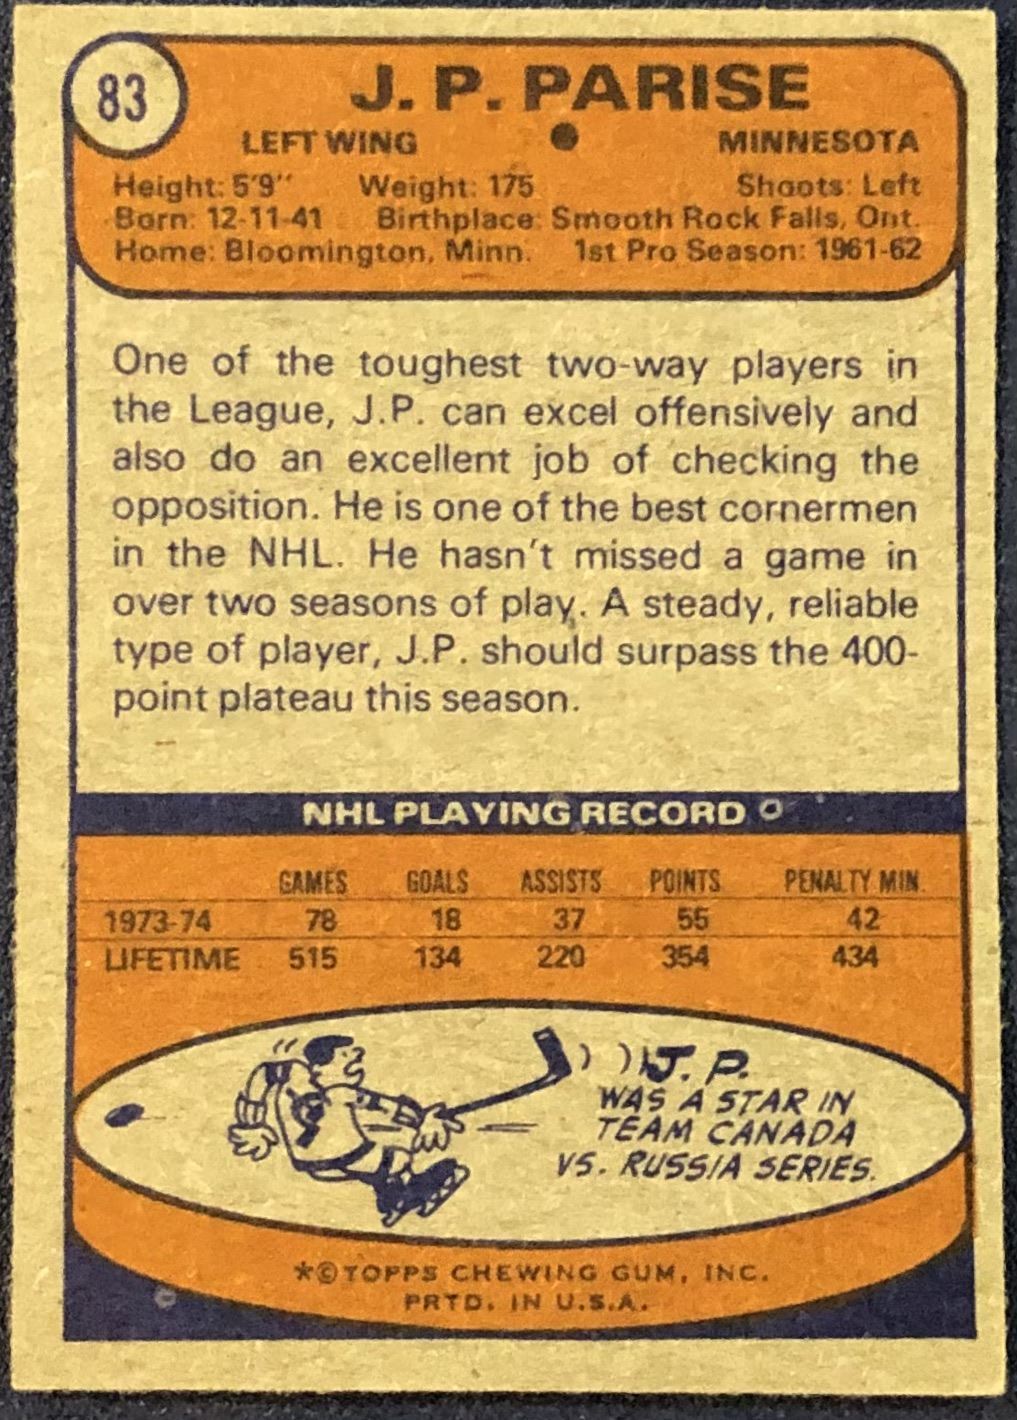 83
J. P. PARISE
LEFT WING • MINNESOTA
Height: 5'9" Weight: 175 Shoots: Left
Born: 12-11-41 Birthplace: Smooth Rock Falls, Ont.
Home: Bloomington, Minn. 1st Pro Season: 1961-62
One of the toughest two-way players in
the League, J.P. can excel offensively and
also do an excellent job of checking the
opposition. He is one of the best cornermen
in the NHL. He hasn't missed a game in
over two seasons of play. A steady, reliable
type of player, J.P. should surpass the 400-
point plateau this season.
NHL PLAYING RECORD
GAMES GOALS ASSISTS POINTS PENALTY MIN.
1973-74 78 18 37 55 42
LIFETIME 515 134 220 354 434
J. P.
WAS A STAR IN
TEAM CANADA
VS. RUSSIA SERIES.
*©TOPPS CHEWING GUM, INC.
PRTD. IN U.S.A.